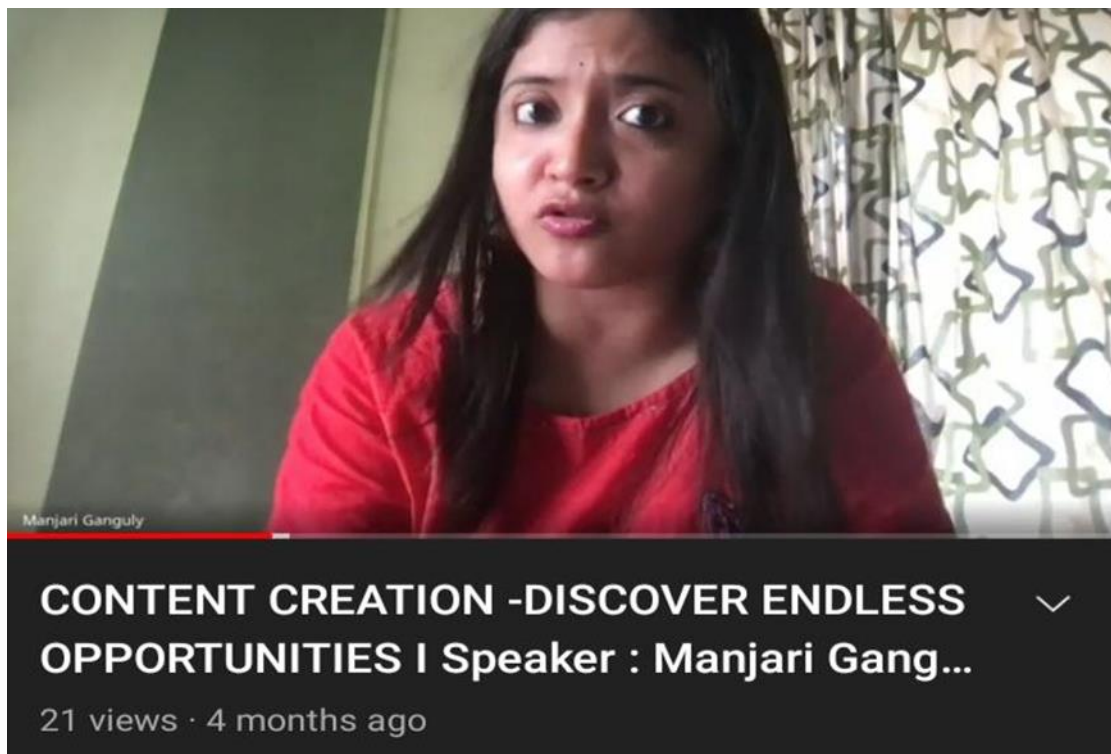 Manjari Ganguly
CONTENT CREATION -DISCOVER ENDLESS
OPPORTUNITIES I Speaker : Manjari Gang...
21 views · 4 months ago